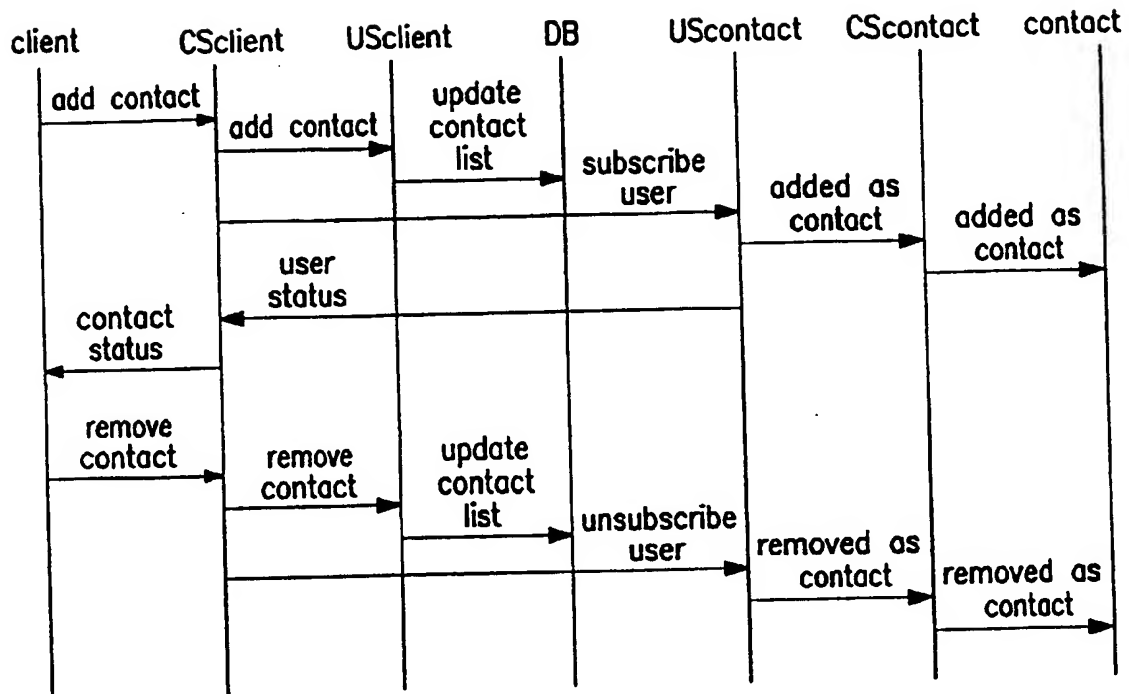 client CSclient USclient DB UScontact CScontact contact
add contact
add contact
update
contact
list
subscribe
user
added as
contact
added as
contact
user
status
contact
status
remove
contact
remove
contact
update
contact
list
unsubscribe
user
removed as
contact
removed as
contact